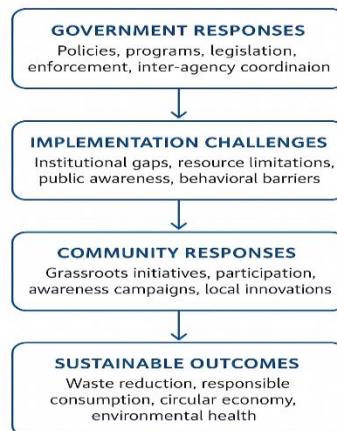 GOVERNMENT RESPONSES
Policies, programs, legislation,
enforcement, inter-agency coordinaion
IMPLEMENTATION CHALLENGES
Institutional gaps, resource limitations,
public awareness, behavioral barriers
COMMUNITY RESPONSES
Grassroots initiatives, participation,
awareness campaigns, local innovations
SUSTAINABLE OUTCOMES
Waste reduction, responsible
consumption, circular economy,
environmental health